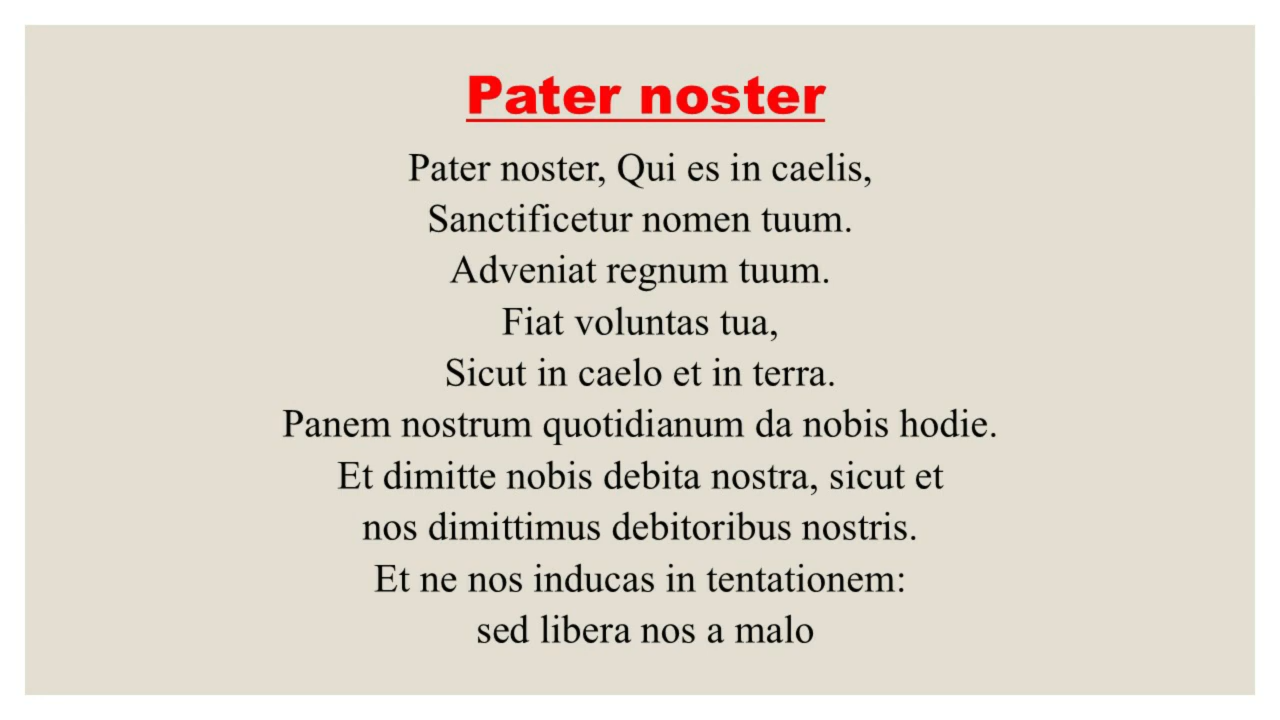 Pater noster
Pater noster, Qui es in caelis,
Sanctificetur nomen tuum.
Adveniat regnum tuum.
Fiat voluntas tua,
Sicut in caelo et in terra.
Panem nostrum quotidianum da nobis hodie.
Et dimitte nobis debita nostra, sicut et
nos dimittimus debitoribus nostris.
Et ne nos inducas in tentationem:
sed libera nos a malo